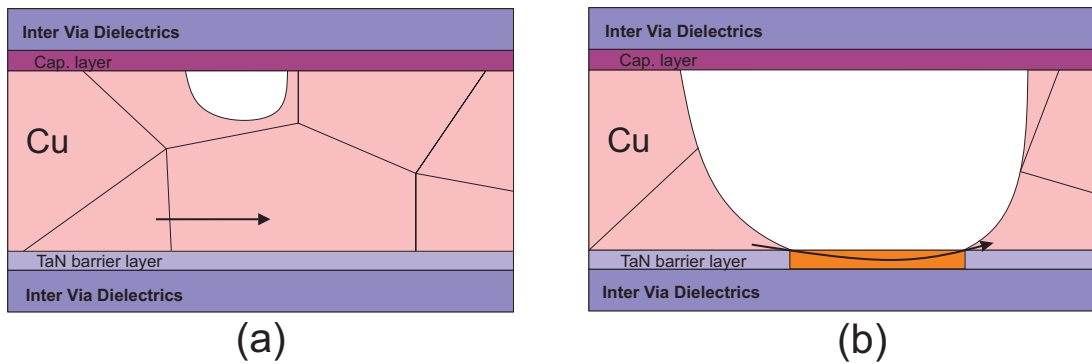 Inter Via Dielectrics
Cap. layer
Cu
TaN barrier layer
Inter Via Dielectrics
(a)
Inter Via Dielectrics
Cap. layer
Cu
TaN barrier layer
Inter Via Dielectrics
(b)